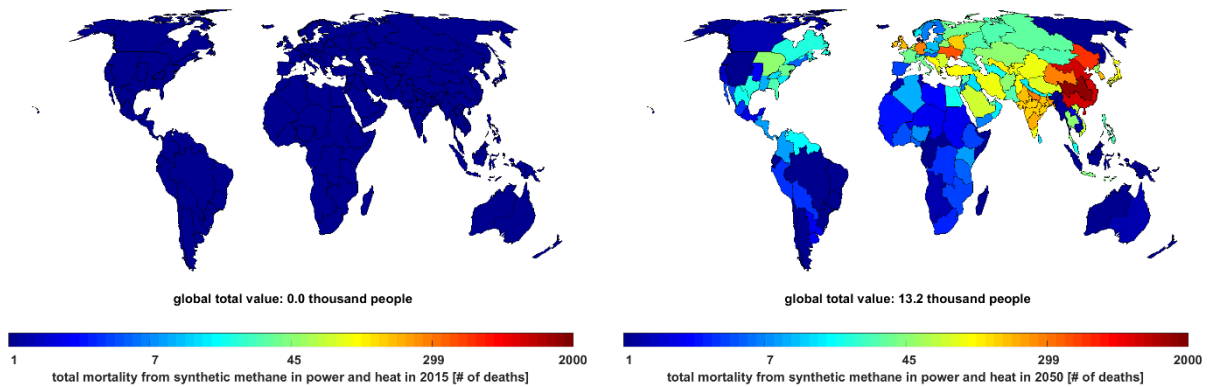 global total value: 0.0 thousand people
1 7 45 299 2000
total mortality from synthetic methane in power and heat in 2015 [# of deaths]
global total value: 13.2 thousand people
1 7 45 299 2000
total mortality from synthetic methane in power and heat in 2050 [# of deaths]